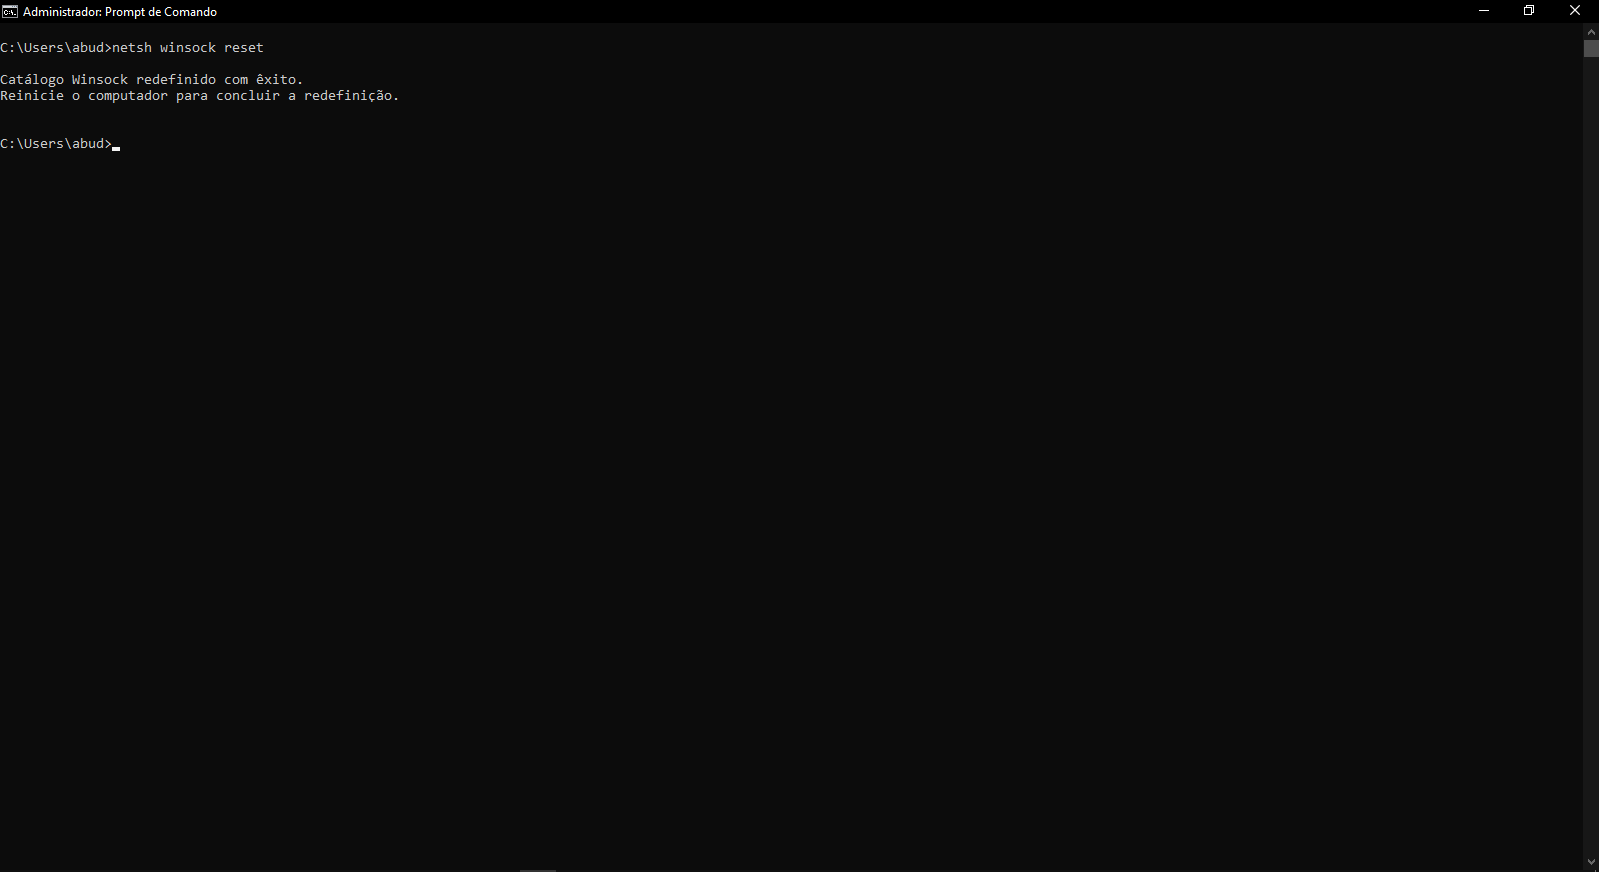 Administrador: Prompt de Comando
C:\Users\abud>netsh winsock reset
Catálogo Winsock redefinido com êxito.
Reinicie o computador para concluir a redefinição.
C:\Users\abud>